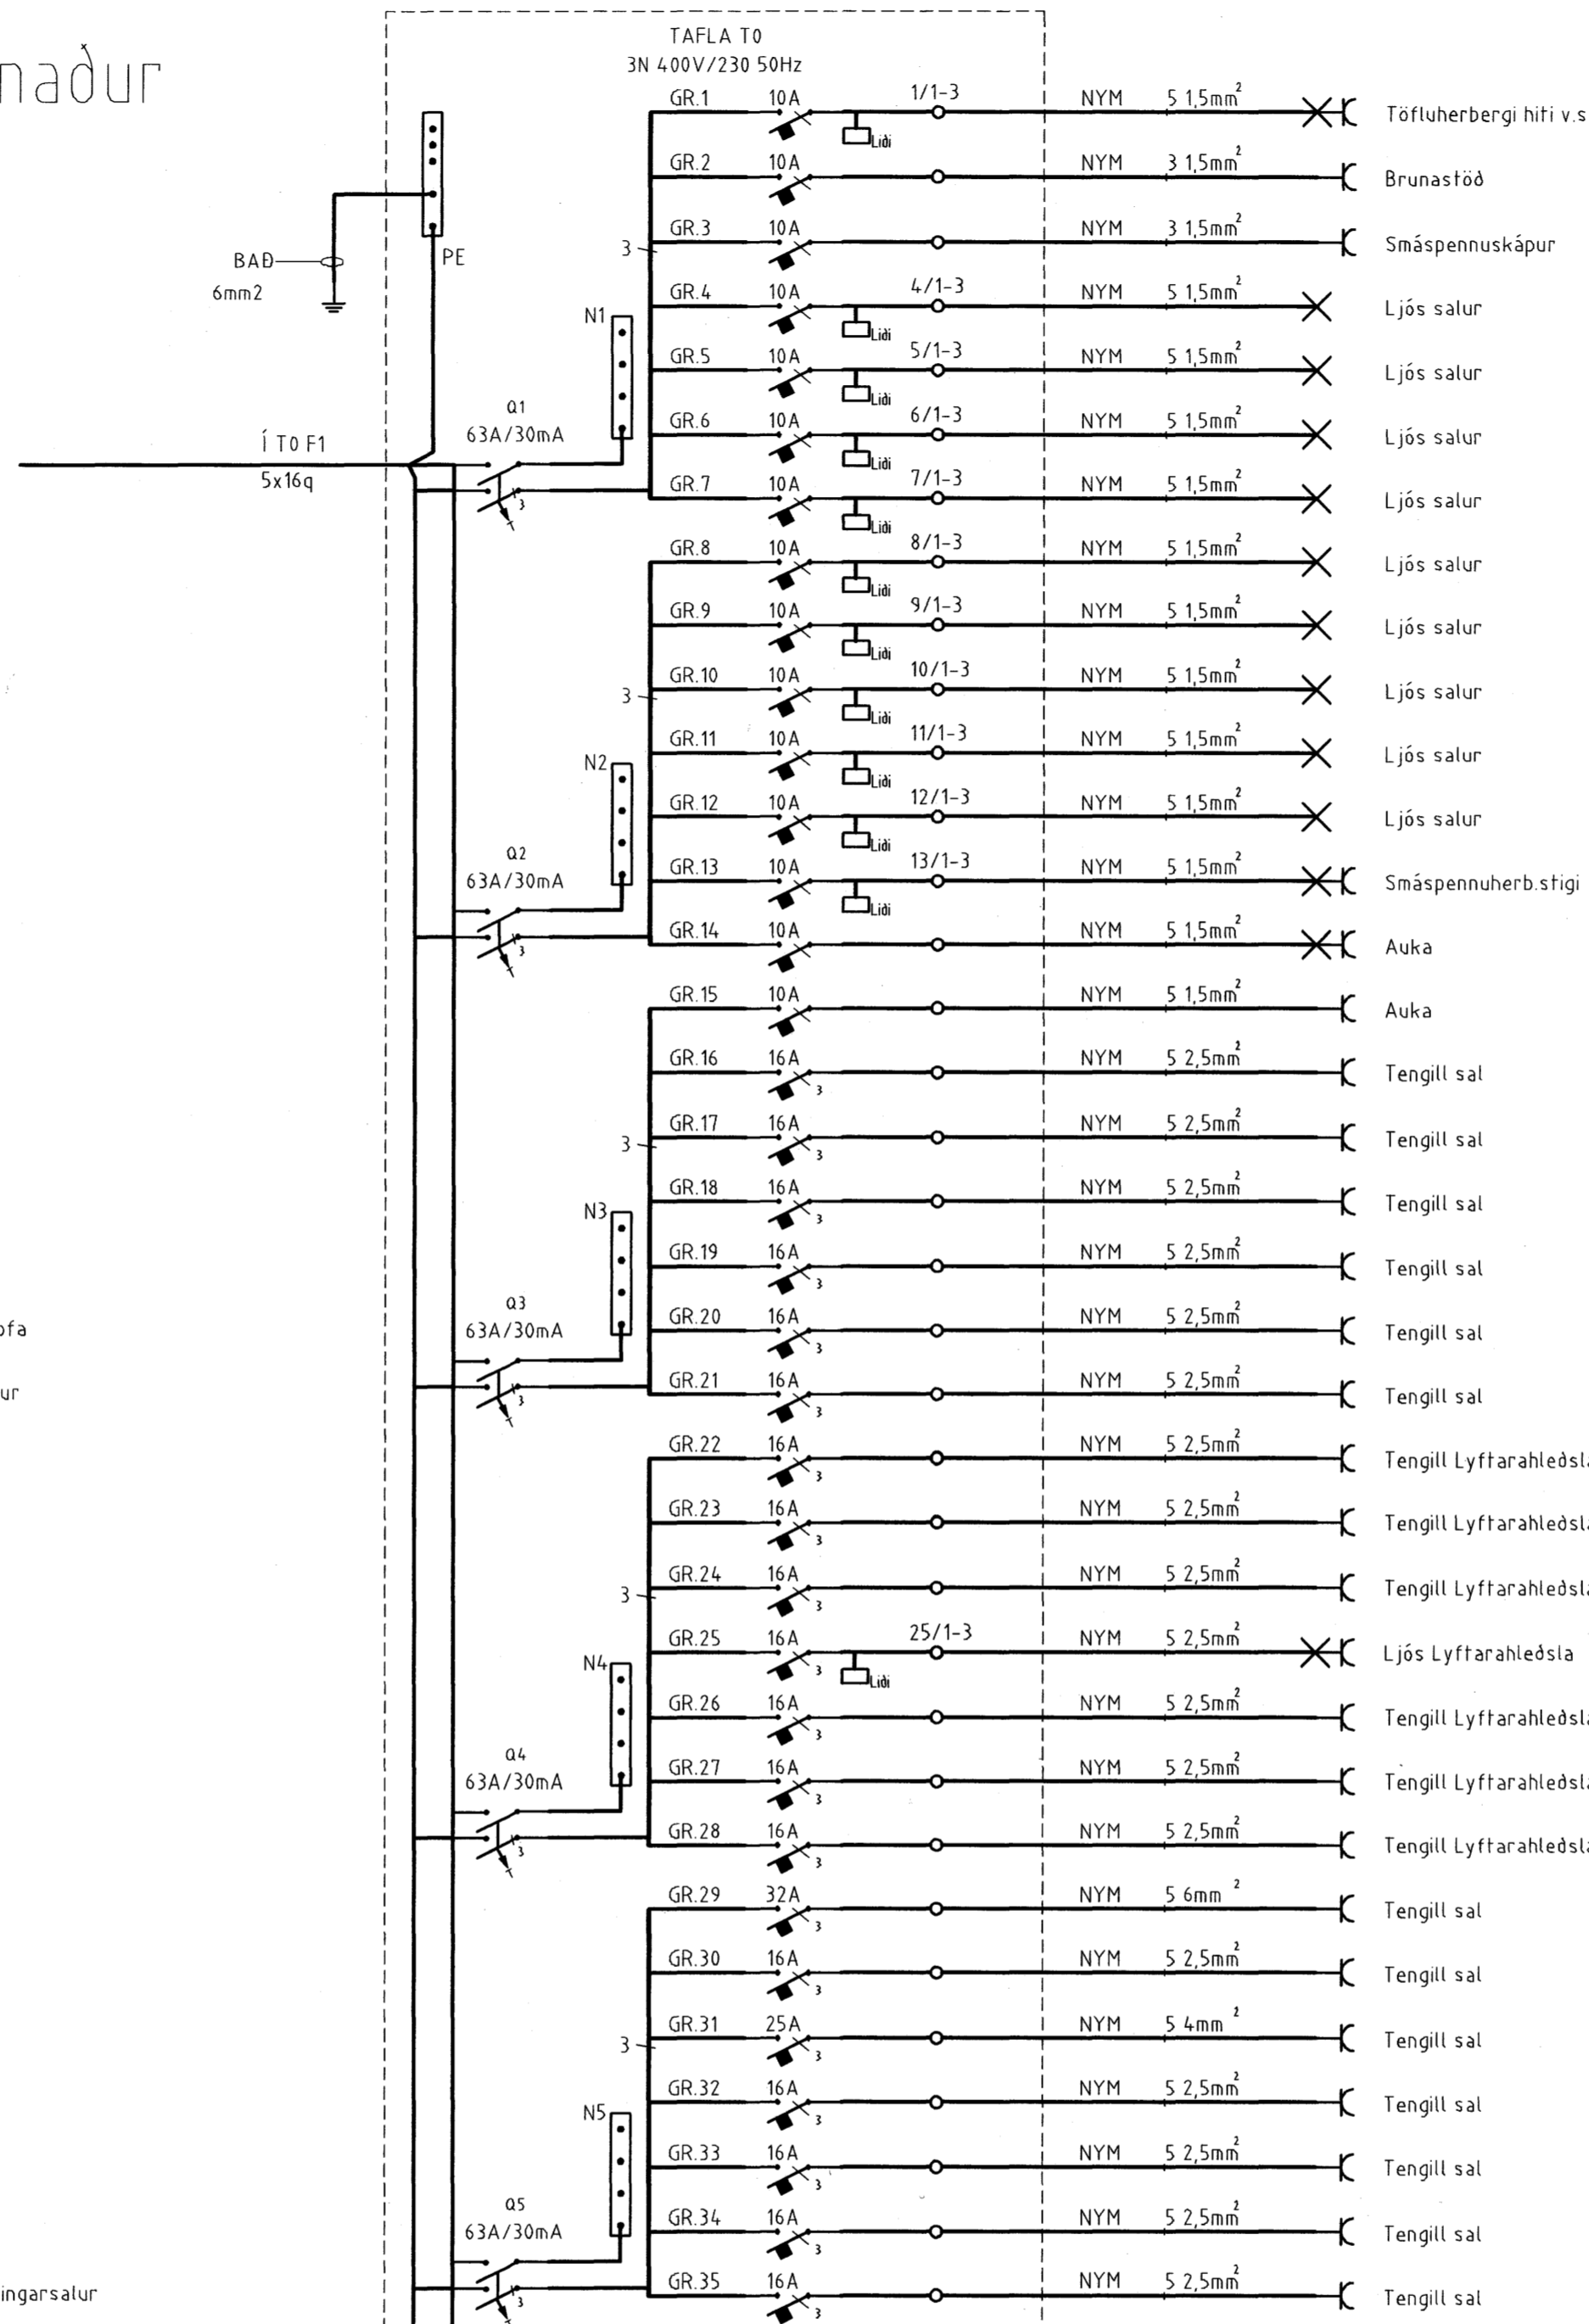 naður
TAFLA T0
3N 400V/230 50Hz
PE
BAÐ
6mm2
Í T0 F1
5x16q
GR.1 10A Liði 1/1-3 NYM 5 1,5mm² Töfluherbergi hiti v.s
GR.2 10A NYM 3 1,5mm² Brunastöð
GR.3 10A NYM 3 1,5mm² Smáspennuskápur
3
GR.4 10A Liði 4/1-3 NYM 5 1,5mm² Ljós salur
N1
GR.5 10A Liði 5/1-3 NYM 5 1,5mm² Ljós salur
GR.6 10A Liði 6/1-3 NYM 5 1,5mm² Ljós salur
Q1
63A/30mA
3
GR.7 10A Liði 7/1-3 NYM 5 1,5mm² Ljós salur
GR.8 10A Liði 8/1-3 NYM 5 1,5mm² Ljós salur
GR.9 10A Liði 9/1-3 NYM 5 1,5mm² Ljós salur
GR.10 10A Liði 10/1-3 NYM 5 1,5mm² Ljós salur
3
GR.11 10A Liði 11/1-3 NYM 5 1,5mm² Ljós salur
N2
GR.12 10A Liði 12/1-3 NYM 5 1,5mm² Ljós salur
GR.13 10A Liði 13/1-3 NYM 5 1,5mm² Smáspennuherb.stigi
Q2
63A/30mA
3
GR.14 10A NYM 5 1,5mm² Auka
GR.15 10A NYM 5 1,5mm² Auka
GR.16 16A 3 NYM 5 2,5mm² Tengill sal
GR.17 16A 3 NYM 5 2,5mm² Tengill sal
3
GR.18 16A 3 NYM 5 2,5mm² Tengill sal
N3
GR.19 16A 3 NYM 5 2,5mm² Tengill sal
GR.20 16A 3 NYM 5 2,5mm² Tengill sal
Q3
63A/30mA
3
GR.21 16A 3 NYM 5 2,5mm² Tengill sal
ofa
ur
GR.22 16A 3 NYM 5 2,5mm² Tengill Lyftarahleðsla
GR.23 16A 3 NYM 5 2,5mm² Tengill Lyftarahleðsla
GR.24 16A 3 NYM 5 2,5mm² Tengill Lyftarahleðsla
3
GR.25 16A 3 Liði 25/1-3 NYM 5 2,5mm² Ljós Lyftarahleðsla
N4
GR.26 16A 3 NYM 5 2,5mm² Tengill Lyftarahleðsla
GR.27 16A 3 NYM 5 2,5mm² Tengill Lyftarahleðsla
Q4
63A/30mA
3
GR.28 16A 3 NYM 5 2,5mm² Tengill Lyftarahleðsla
GR.29 32A 3 NYM 5 6mm ² Tengill sal
GR.30 16A 3 NYM 5 2,5mm² Tengill sal
GR.31 25A 3 NYM 5 4mm ² Tengill sal
3
GR.32 16A 3 NYM 5 2,5mm² Tengill sal
N5
GR.33 16A 3 NYM 5 2,5mm² Tengill sal
GR.34 16A 3 NYM 5 2,5mm² Tengill sal
Q5
63A/30mA
3
GR.35 16A NYM 5 2,5mm² Tengill sal
ingarsalur